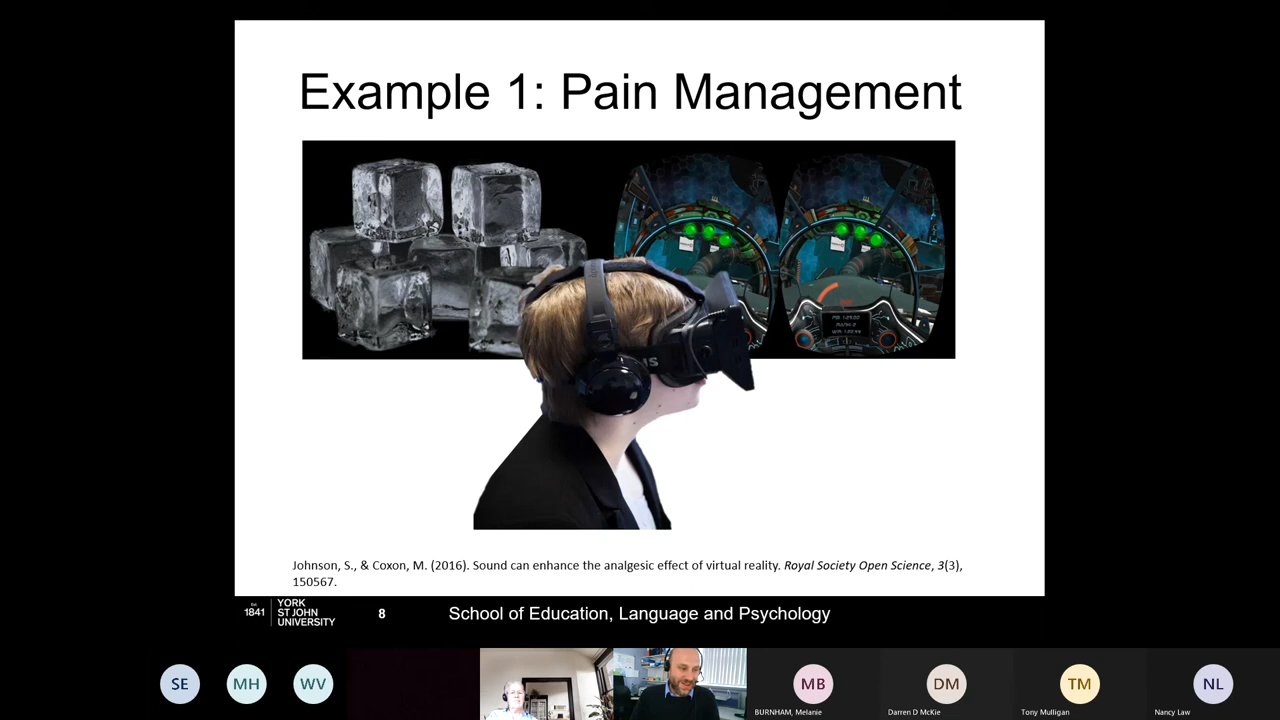 Example 1: Pain Management
Johnson, S., & Coxon, M. (2016). Sound can enhance the analgesic effect of virtual reality. Royal Society Open Science, 3(3),
150567.
1841
YORK
ST JOHN
UNIVERSITY
8
School of Education, Language and Psychology
SE
MH
WV
MB
DM
TM
NL
BURNHAM, Melanie
Darren D McKie
Tony Mulligan
Nancy Law